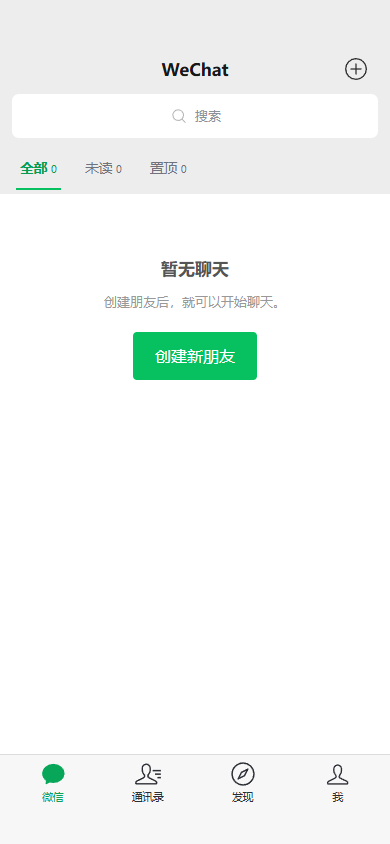 WeChat
搜索
全部 0 未读 0 置顶 0
暂无聊天
创建朋友后，就可以开始聊天。
创建新朋友
微信 通讯录 发现 我